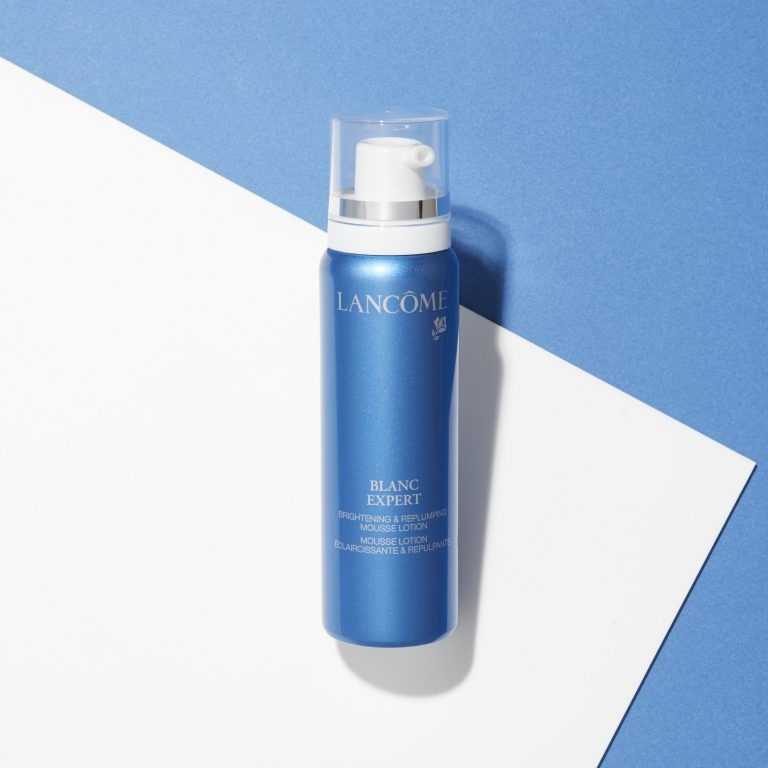 LANCÔME
BLANC
EXPERT
BRIGHTENING & REPLUMPING
MOUSSE LOTION
MOUSSE LOTION
ÉCLAIRCISSANTE & REPULPANTE